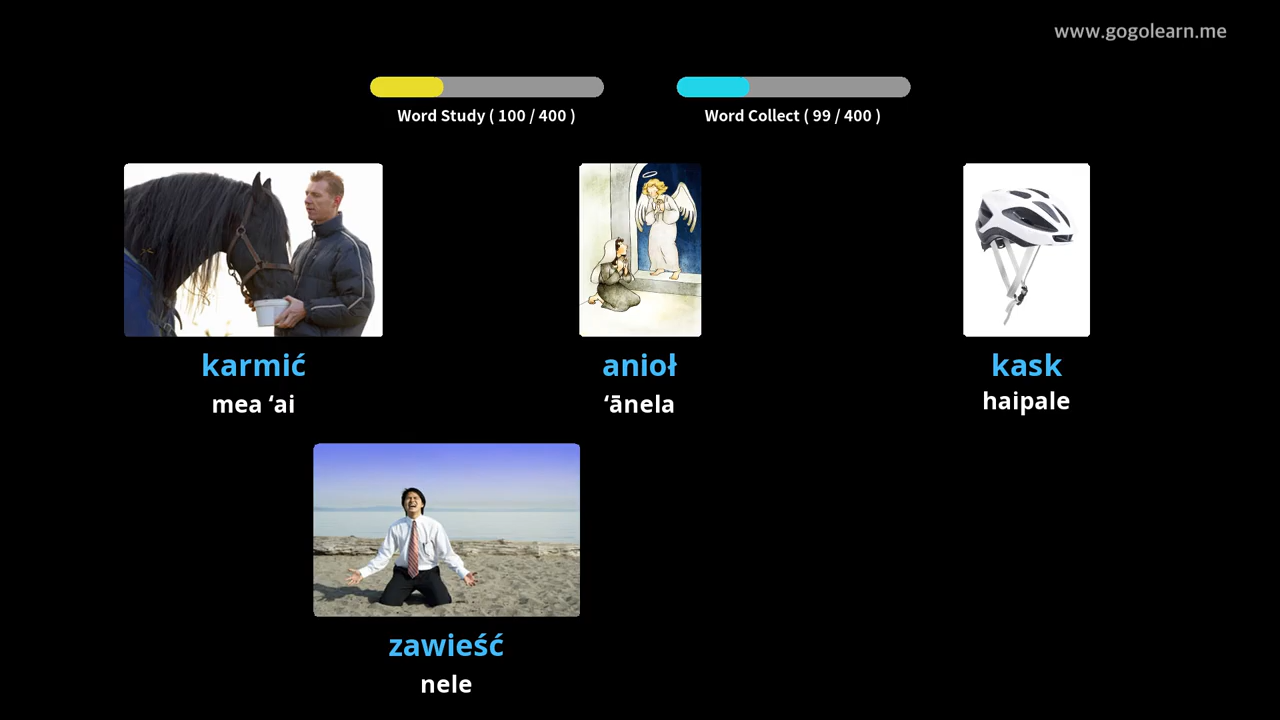 www.gogolearn.me
Word Study ( 100 / 400 )
Word Collect ( 99 / 400 )
karmić
mea ʻai
anioł
ʻānela
kask
haipale
zawieść
nele